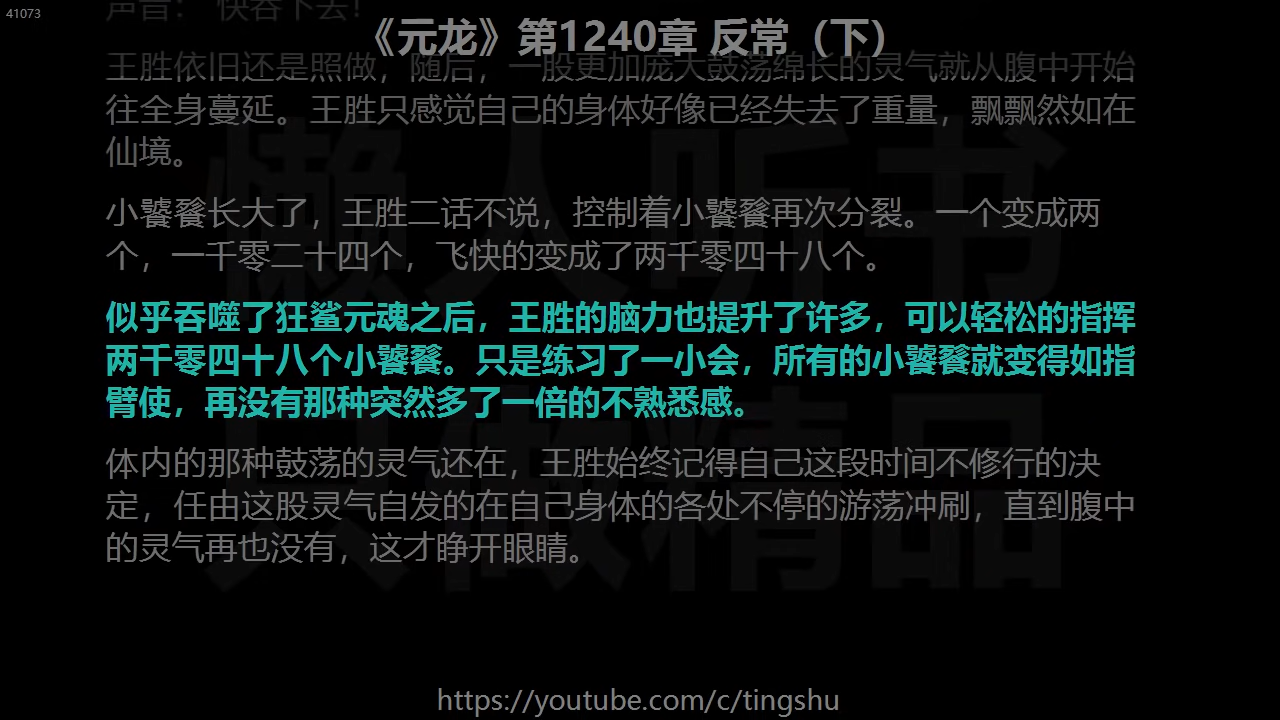 41073
声音：“快吞下去！
《元龙》第1240章 反常（下）
王胜依旧还是照做，随后，一股更加庞大鼓荡绵长的灵气就从腹中开始
往全身蔓延。王胜只感觉自己的身体好像已经失去了重量，飘飘然如在
仙境。
小饕餮长大了，王胜二话不说，控制着小饕餮再次分裂。一个变成两
个，一千零二十四个，飞快的变成了两千零四十八个。
似乎吞噬了狂鲨元魂之后，王胜的脑力也提升了许多，可以轻松的指挥
两千零四十八个小饕餮。只是练习了一小会，所有的小饕餮就变得如指
臂使，再没有那种突然多了一倍的不熟悉感。
体内的那种鼓荡的灵气还在，王胜始终记得自己这段时间不修行的决
定，任由这股灵气自发的在自己身体的各处不停的游荡冲刷，直到腹中
的灵气再也没有，这才睁开眼睛。
懒人听书
只做精品
https://youtube.com/c/tingshu